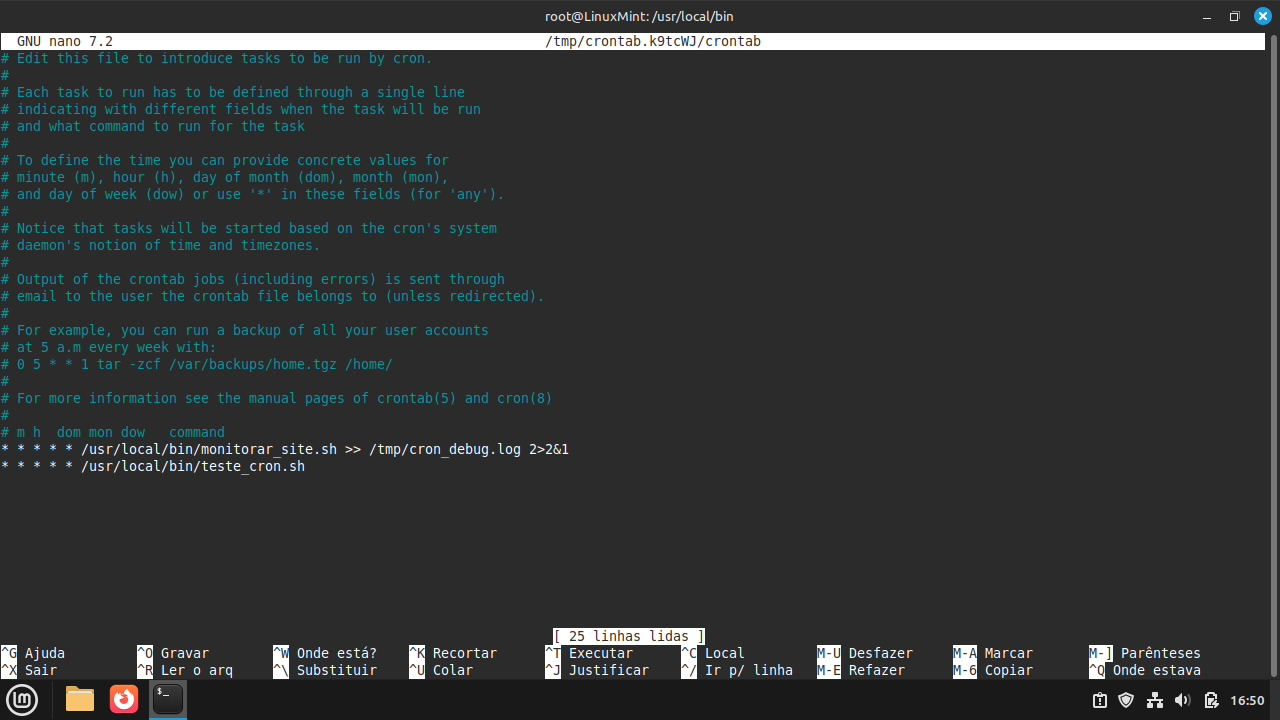 root@LinuxMint: /usr/local/bin
GNU nano 7.2 /tmp/crontab.k9tcWJ/crontab
# Edit this file to introduce tasks to be run by cron.
#
# Each task to run has to be defined through a single line
# indicating with different fields when the task will be run
# and what command to run for the task
#
# To define the time you can provide concrete values for
# minute (m), hour (h), day of month (dom), month (mon),
# and day of week (dow) or use '*' in these fields (for 'any').
#
# Notice that tasks will be started based on the cron's system
# daemon's notion of time and timezones.
#
# Output of the crontab jobs (including errors) is sent through
# email to the user the crontab file belongs to (unless redirected).
#
# For example, you can run a backup of all your user accounts
# at 5 a.m every week with:
# 0 5 * * 1 tar -zcf /var/backups/home.tgz /home/
#
# For more information see the manual pages of crontab(5) and cron(8)
#
# m h  dom mon dow   command
* * * * * /usr/local/bin/monitorar_site.sh >> /tmp/cron_debug.log 2>2&1
* * * * * /usr/local/bin/teste_cron.sh
[ 25 linhas lidas ]
^G Ajuda ^O Gravar ^W Onde está? ^K Recortar ^T Executar ^C Local M-U Desfazer M-A Marcar M-] Parênteses
^X Sair ^R Ler o arq ^\ Substituir ^U Colar ^J Justificar ^/ Ir p/ linha M-E Refazer M-6 Copiar ^Q Onde estava
$_
16:50